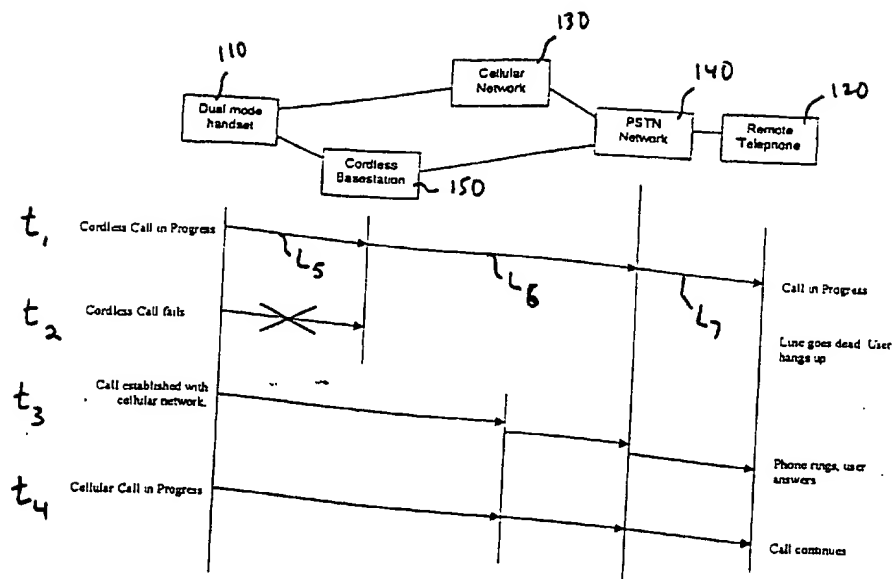 110
130
140
120
Cellular
Network
Dual mode
handset
PSTN
Network
Remote
Telephone
Cordless
Basestation
150
t1
Cordless Call in Progress
L5
L6
L7
Call in Progress
t2
Cordless Call fails
Line goes dead. User
hangs up
t3
Call established with
cellular network.
Phone rings, user
answers
t4
Cellular Call in Progress
Call continues